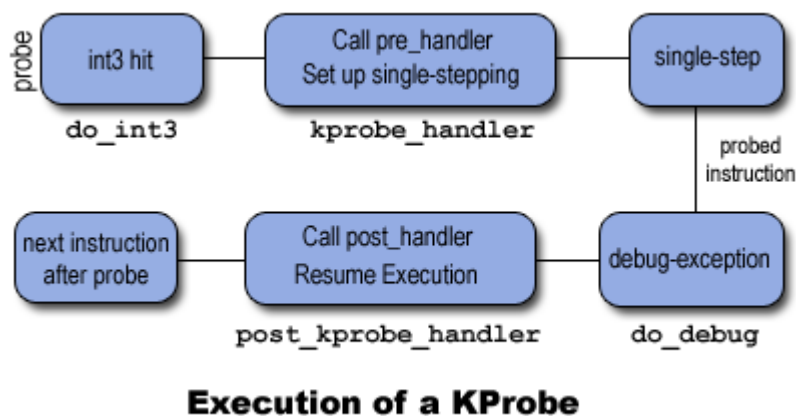 probe
int3 hit
do_int3
Call pre_handler
Set up single-stepping
kprobe_handler
single-step
probed
instruction
debug-exception
do_debug
Call post_handler
Resume Execution
post_kprobe_handler
next instruction
after probe
Execution of a KProbe